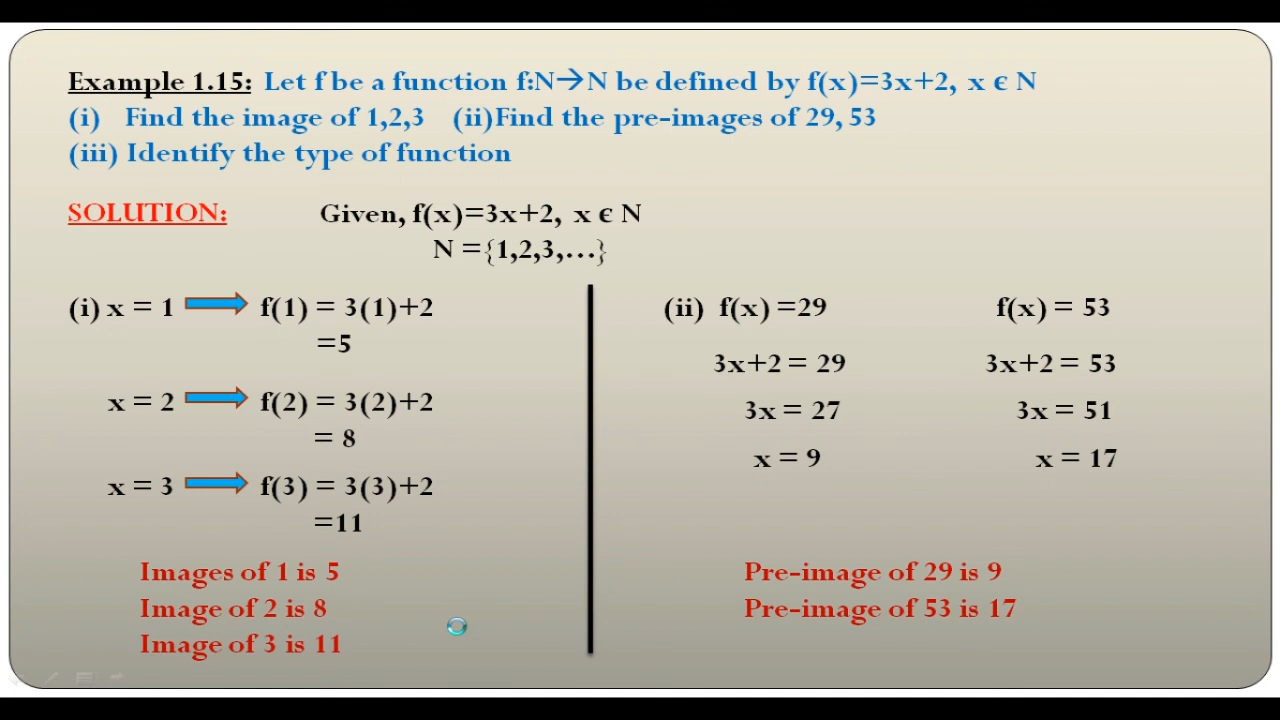 Example 1.15: Let f be a function f:N→N be defined by f(x)=3x+2, x ϵ N
(i) Find the image of 1,2,3 (ii)Find the pre-images of 29, 53
(iii) Identify the type of function
SOLUTION: Given, f(x)=3x+2, x ϵ N
N ={1,2,3,...}
(i) x = 1 f(1) = 3(1)+2
=5
x = 2 f(2) = 3(2)+2
= 8
x = 3 f(3) = 3(3)+2
=11
Images of 1 is 5
Image of 2 is 8
Image of 3 is 11
(ii) f(x) =29 f(x) = 53
3x+2 = 29 3x+2 = 53
3x = 27 3x = 51
x = 9 x = 17
Pre-image of 29 is 9
Pre-image of 53 is 17